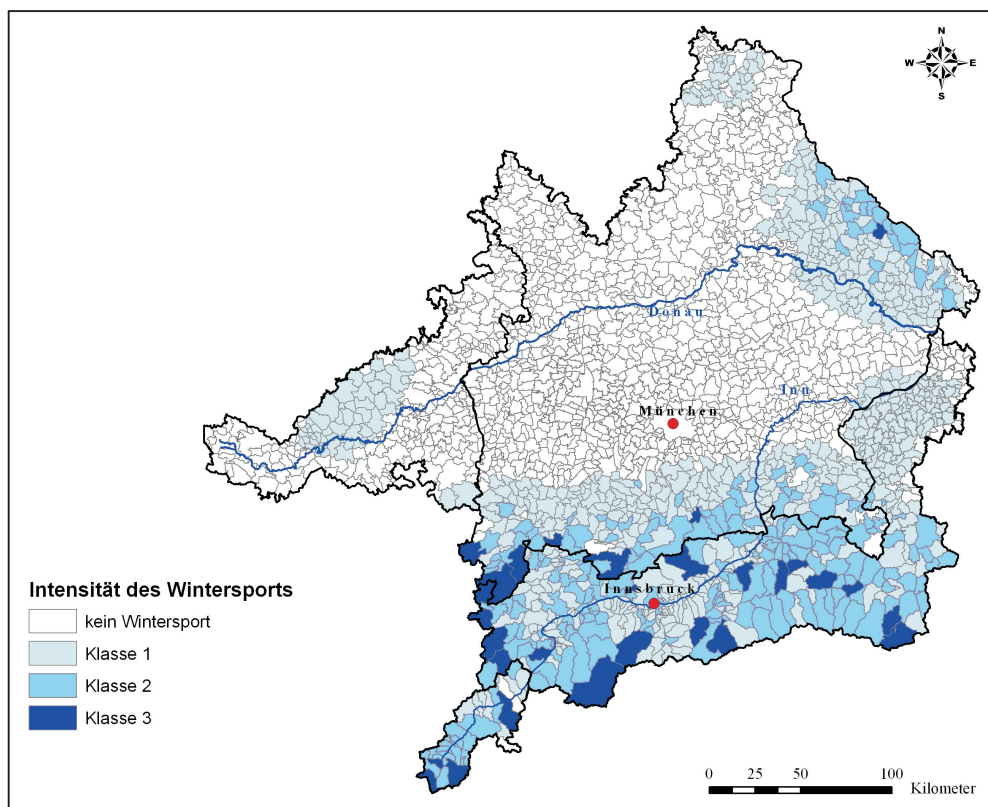 N
W E
S
Donau
Inn
München
Innsbruck
Intensität des Wintersports
kein Wintersport
Klasse 1
Klasse 2
Klasse 3
0 25 50 100
Kilometer